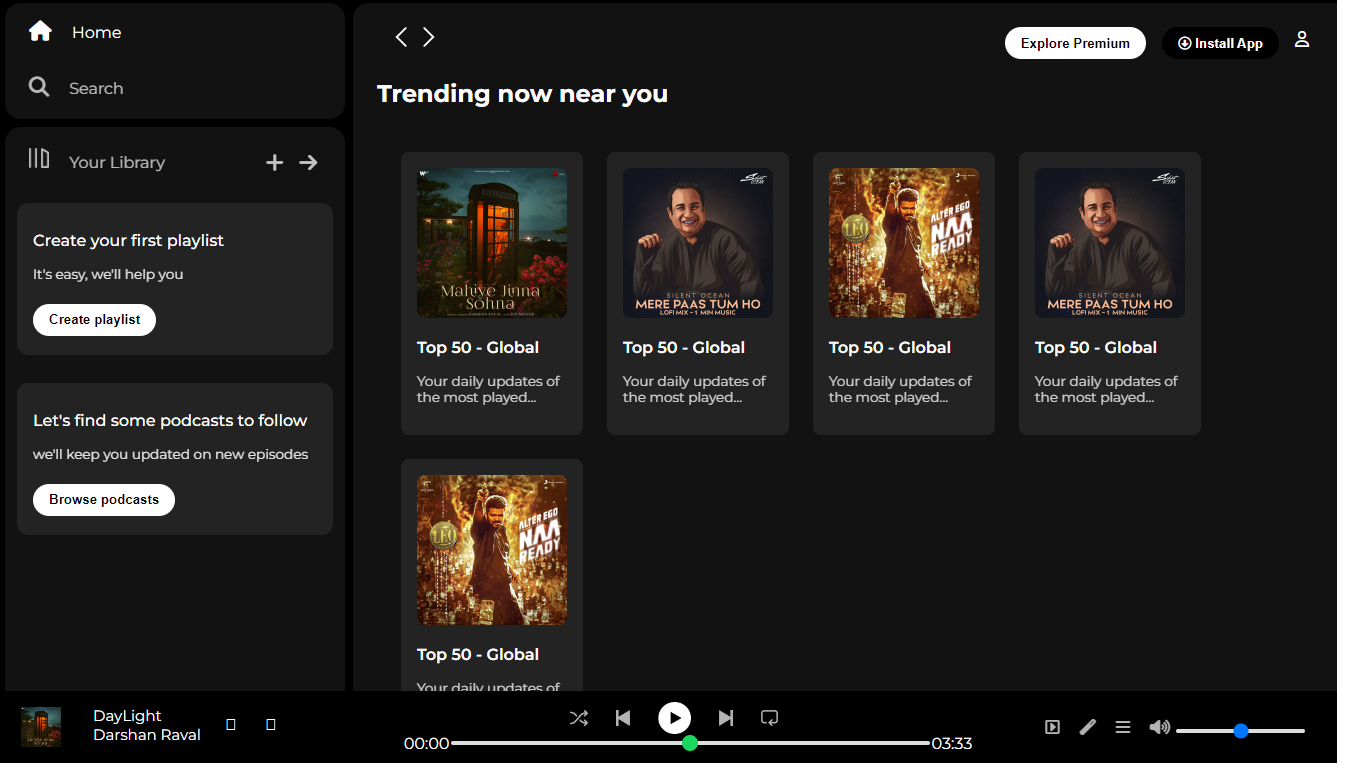 Home
Search
Your Library
Create your first playlist
It's easy, we'll help you
Create playlist
Let's find some podcasts to follow
we'll keep you updated on new episodes
Browse podcasts
Explore Premium
Install App
Trending now near you
Mahiye Jinna
Sohna
Top 50 - Global
Your daily updates of
the most played...
SILENT OCEAN
SILENT OCEAN
MERE PAAS TUM HO
LOFI MIX - 1 MIN MUSIC
Top 50 - Global
Your daily updates of
the most played...
LEO
ALTER EGO
NAA
READY
Top 50 - Global
Your daily updates of
the most played...
SILENT OCEAN
SILENT OCEAN
MERE PAAS TUM HO
LOFI MIX - 1 MIN MUSIC
Top 50 - Global
Your daily updates of
the most played...
LEO
ALTER EGO
NAA
READY
Top 50 - Global
Your daily updates of
DayLight
Darshan Raval
00:00
03:33